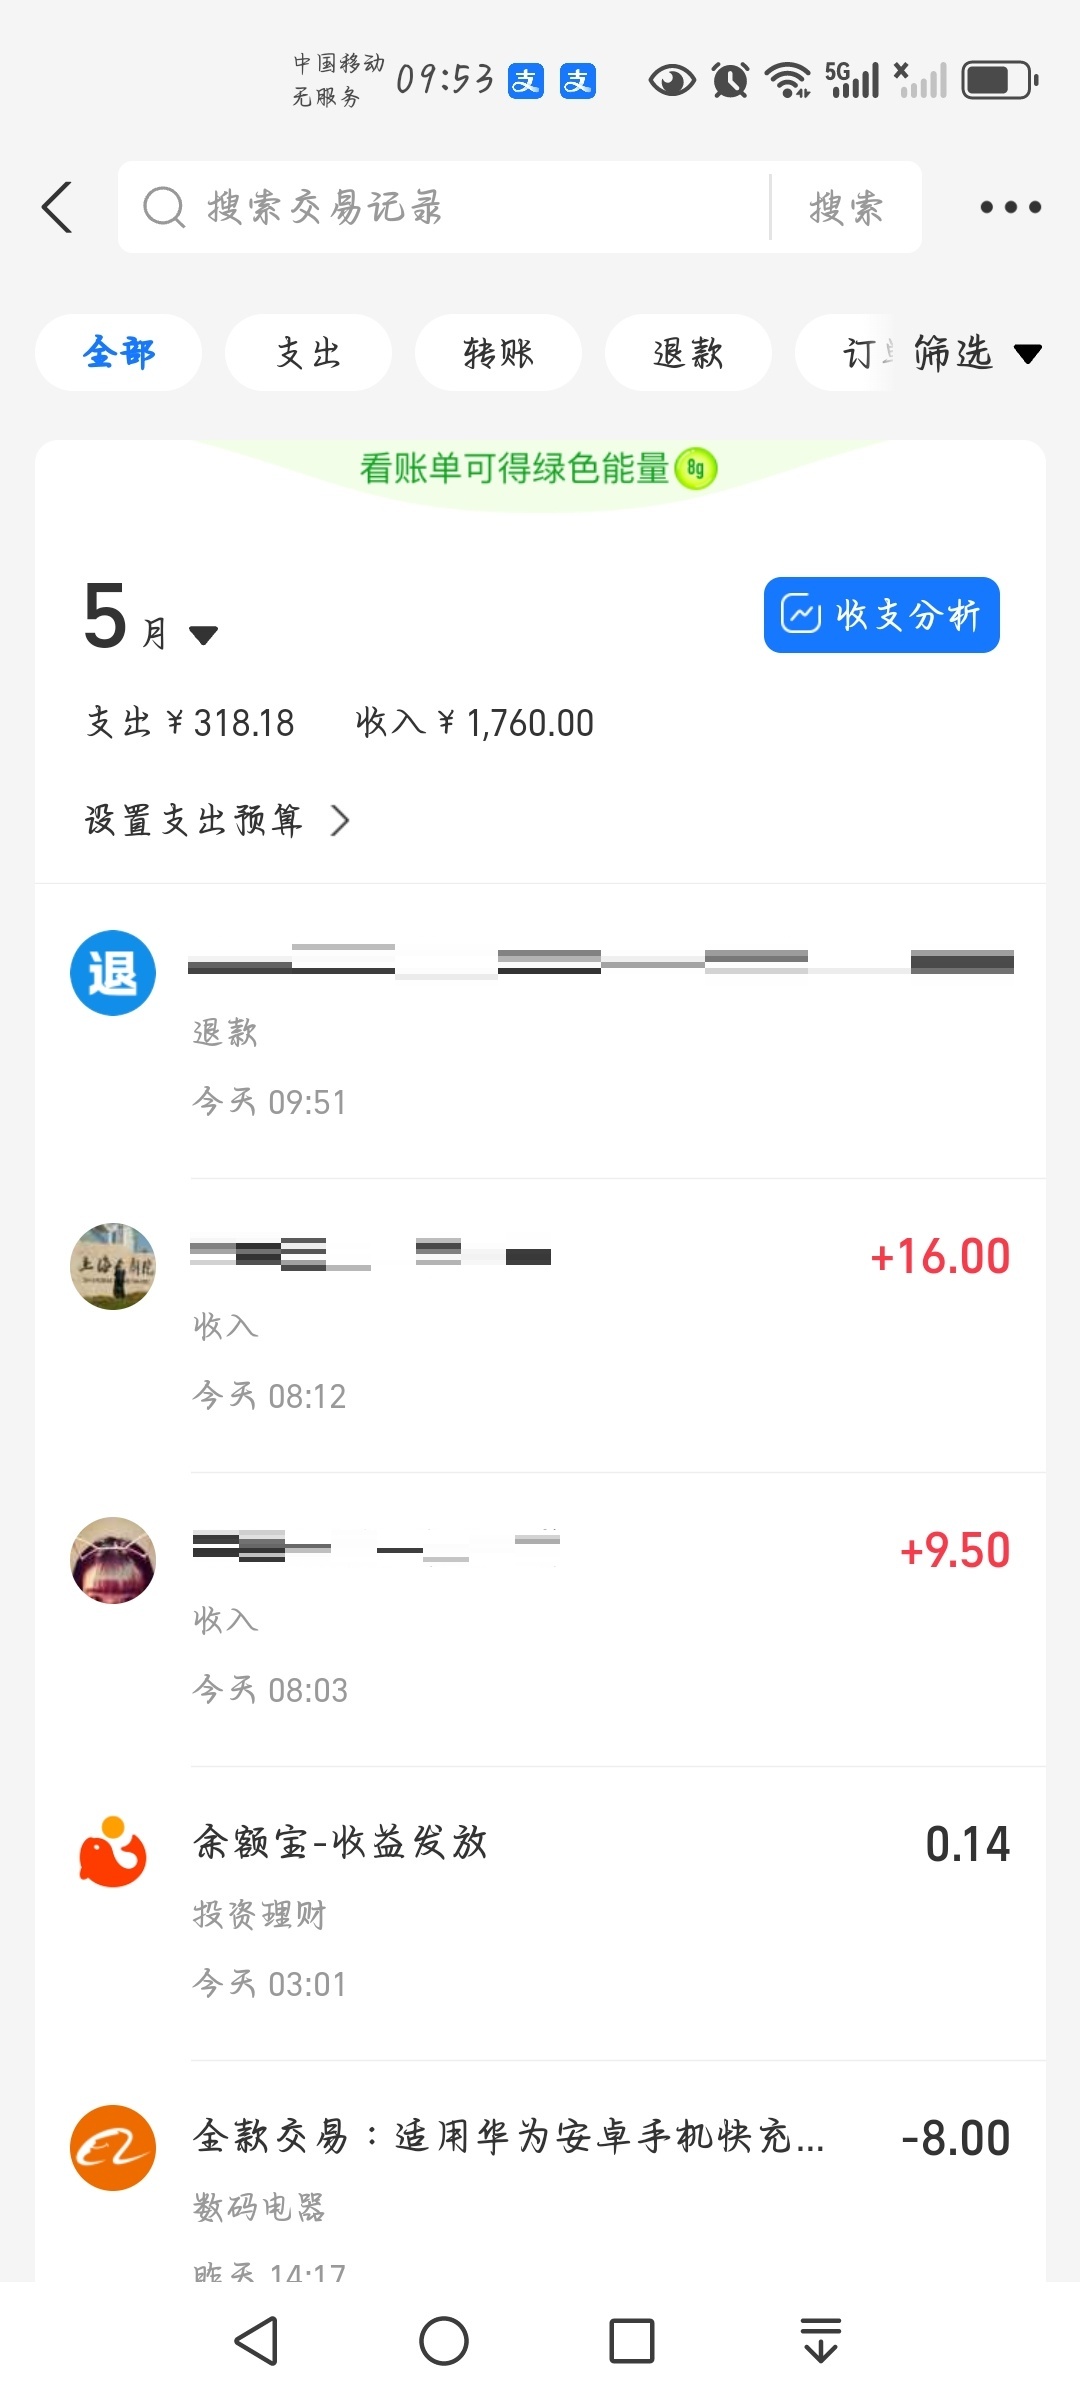 中国移动
无服务
09:53
5G
搜索交易记录
搜索
全部
支出
转账
退款
订
筛选
看账单可得绿色能量
8g
5月
收支分析
支出￥318.18
收入￥1,760.00
设置支出预算
退
退款
今天 09:51
+16.00
收入
今天 08:12
+9.50
收入
今天 08:03
余额宝-收益发放
0.14
投资理财
今天 03:01
全款交易：适用华为安卓手机快充...
-8.00
数码电器
昨天 14:17